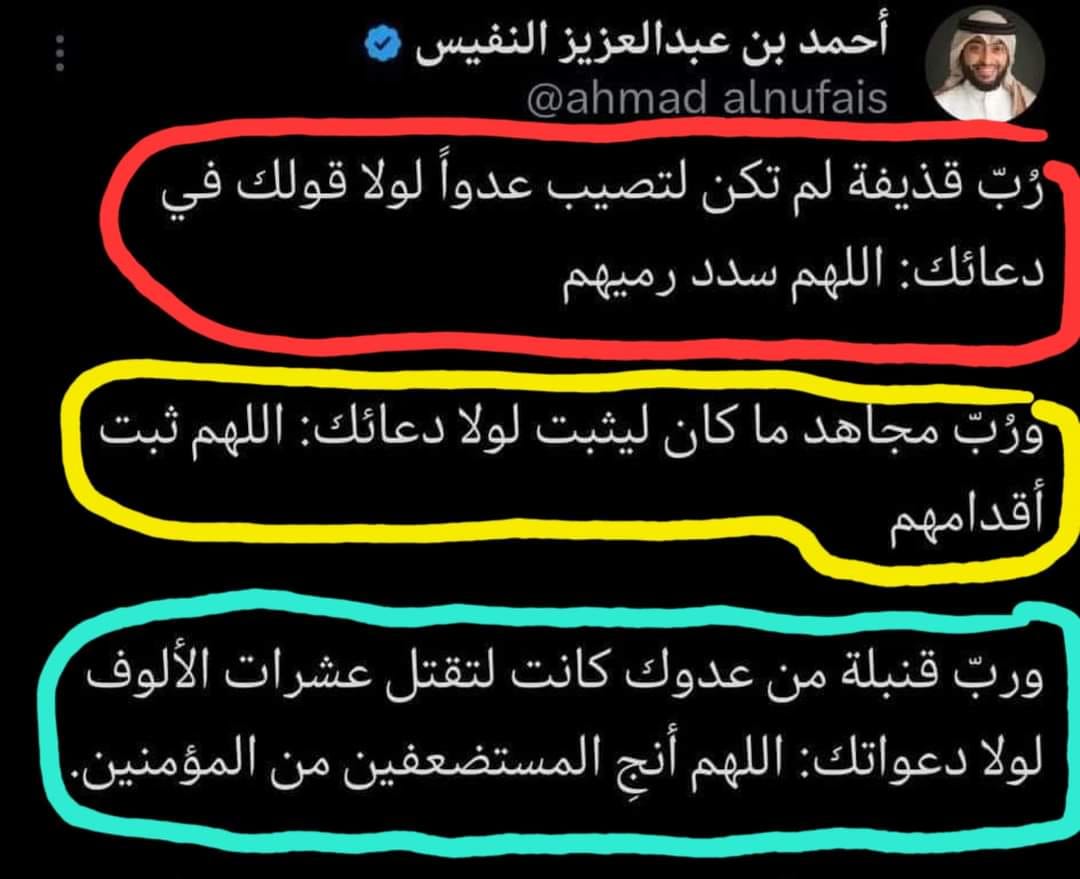 أحمد بن عبدالعزيز النفيس
@ahmad_alnufais
رُبّ قذيفة لم تكن لتصيب عدواً لولا قولك في
دعائك: اللهم سدد رميهم
ورُبّ مجاهد ما كان ليثبت لولا دعائك: اللهم ثبت
أقدامهم
وربّ قنبلة من عدوك كانت لتقتل عشرات الألوف
لولا دعواتك: اللهم أنجِ المستضعفين من المؤمنين.